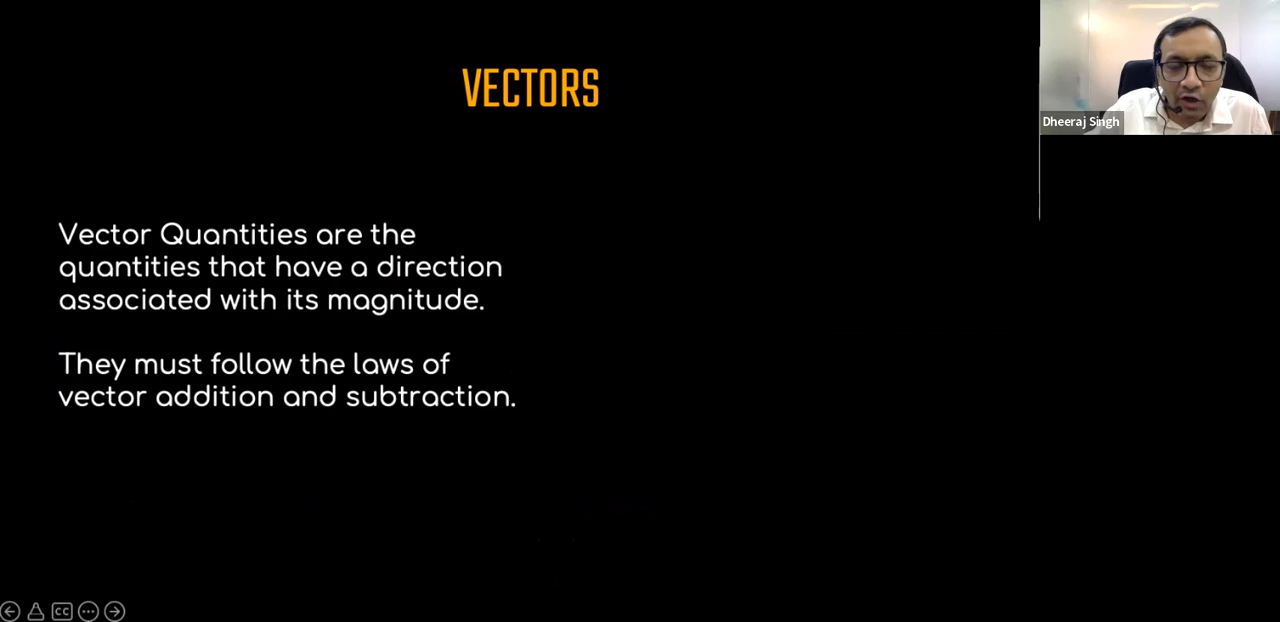 VECTORS
Dheeraj Singh
Vector Quantities are the
quantities that have a direction
associated with its magnitude.
They must follow the laws of
vector addition and subtraction.
CC